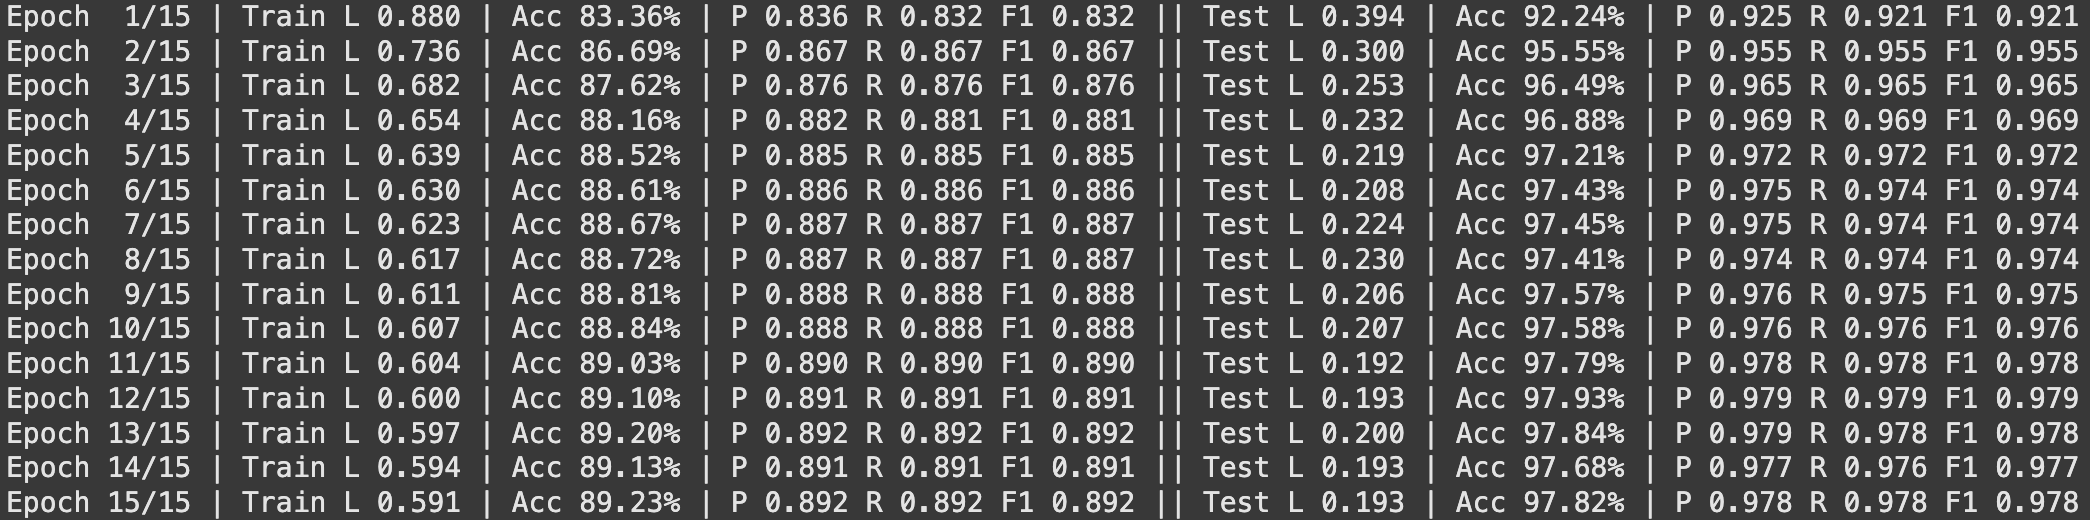 Epoch  1/15 | Train L 0.880 | Acc 83.36% | P 0.836 R 0.832 F1 0.832 || Test L 0.394 | Acc 92.24% | P 0.925 R 0.921 F1 0.921
Epoch  2/15 | Train L 0.736 | Acc 86.69% | P 0.867 R 0.867 F1 0.867 || Test L 0.300 | Acc 95.55% | P 0.955 R 0.955 F1 0.955
Epoch  3/15 | Train L 0.682 | Acc 87.62% | P 0.876 R 0.876 F1 0.876 || Test L 0.253 | Acc 96.49% | P 0.965 R 0.965 F1 0.965
Epoch  4/15 | Train L 0.654 | Acc 88.16% | P 0.882 R 0.881 F1 0.881 || Test L 0.232 | Acc 96.88% | P 0.969 R 0.969 F1 0.969
Epoch  5/15 | Train L 0.639 | Acc 88.52% | P 0.885 R 0.885 F1 0.885 || Test L 0.219 | Acc 97.21% | P 0.972 R 0.972 F1 0.972
Epoch  6/15 | Train L 0.630 | Acc 88.61% | P 0.886 R 0.886 F1 0.886 || Test L 0.208 | Acc 97.43% | P 0.975 R 0.974 F1 0.974
Epoch  7/15 | Train L 0.623 | Acc 88.67% | P 0.887 R 0.887 F1 0.887 || Test L 0.224 | Acc 97.45% | P 0.975 R 0.974 F1 0.974
Epoch  8/15 | Train L 0.617 | Acc 88.72% | P 0.887 R 0.887 F1 0.887 || Test L 0.230 | Acc 97.41% | P 0.974 R 0.974 F1 0.974
Epoch  9/15 | Train L 0.611 | Acc 88.81% | P 0.888 R 0.888 F1 0.888 || Test L 0.206 | Acc 97.57% | P 0.976 R 0.975 F1 0.975
Epoch 10/15 | Train L 0.607 | Acc 88.84% | P 0.888 R 0.888 F1 0.888 || Test L 0.207 | Acc 97.58% | P 0.976 R 0.976 F1 0.976
Epoch 11/15 | Train L 0.604 | Acc 89.03% | P 0.890 R 0.890 F1 0.890 || Test L 0.192 | Acc 97.79% | P 0.978 R 0.978 F1 0.978
Epoch 12/15 | Train L 0.600 | Acc 89.10% | P 0.891 R 0.891 F1 0.891 || Test L 0.193 | Acc 97.93% | P 0.979 R 0.979 F1 0.979
Epoch 13/15 | Train L 0.597 | Acc 89.20% | P 0.892 R 0.892 F1 0.892 || Test L 0.200 | Acc 97.84% | P 0.979 R 0.978 F1 0.978
Epoch 14/15 | Train L 0.594 | Acc 89.13% | P 0.891 R 0.891 F1 0.891 || Test L 0.193 | Acc 97.68% | P 0.977 R 0.976 F1 0.977
Epoch 15/15 | Train L 0.591 | Acc 89.23% | P 0.892 R 0.892 F1 0.892 || Test L 0.193 | Acc 97.82% | P 0.978 R 0.978 F1 0.978